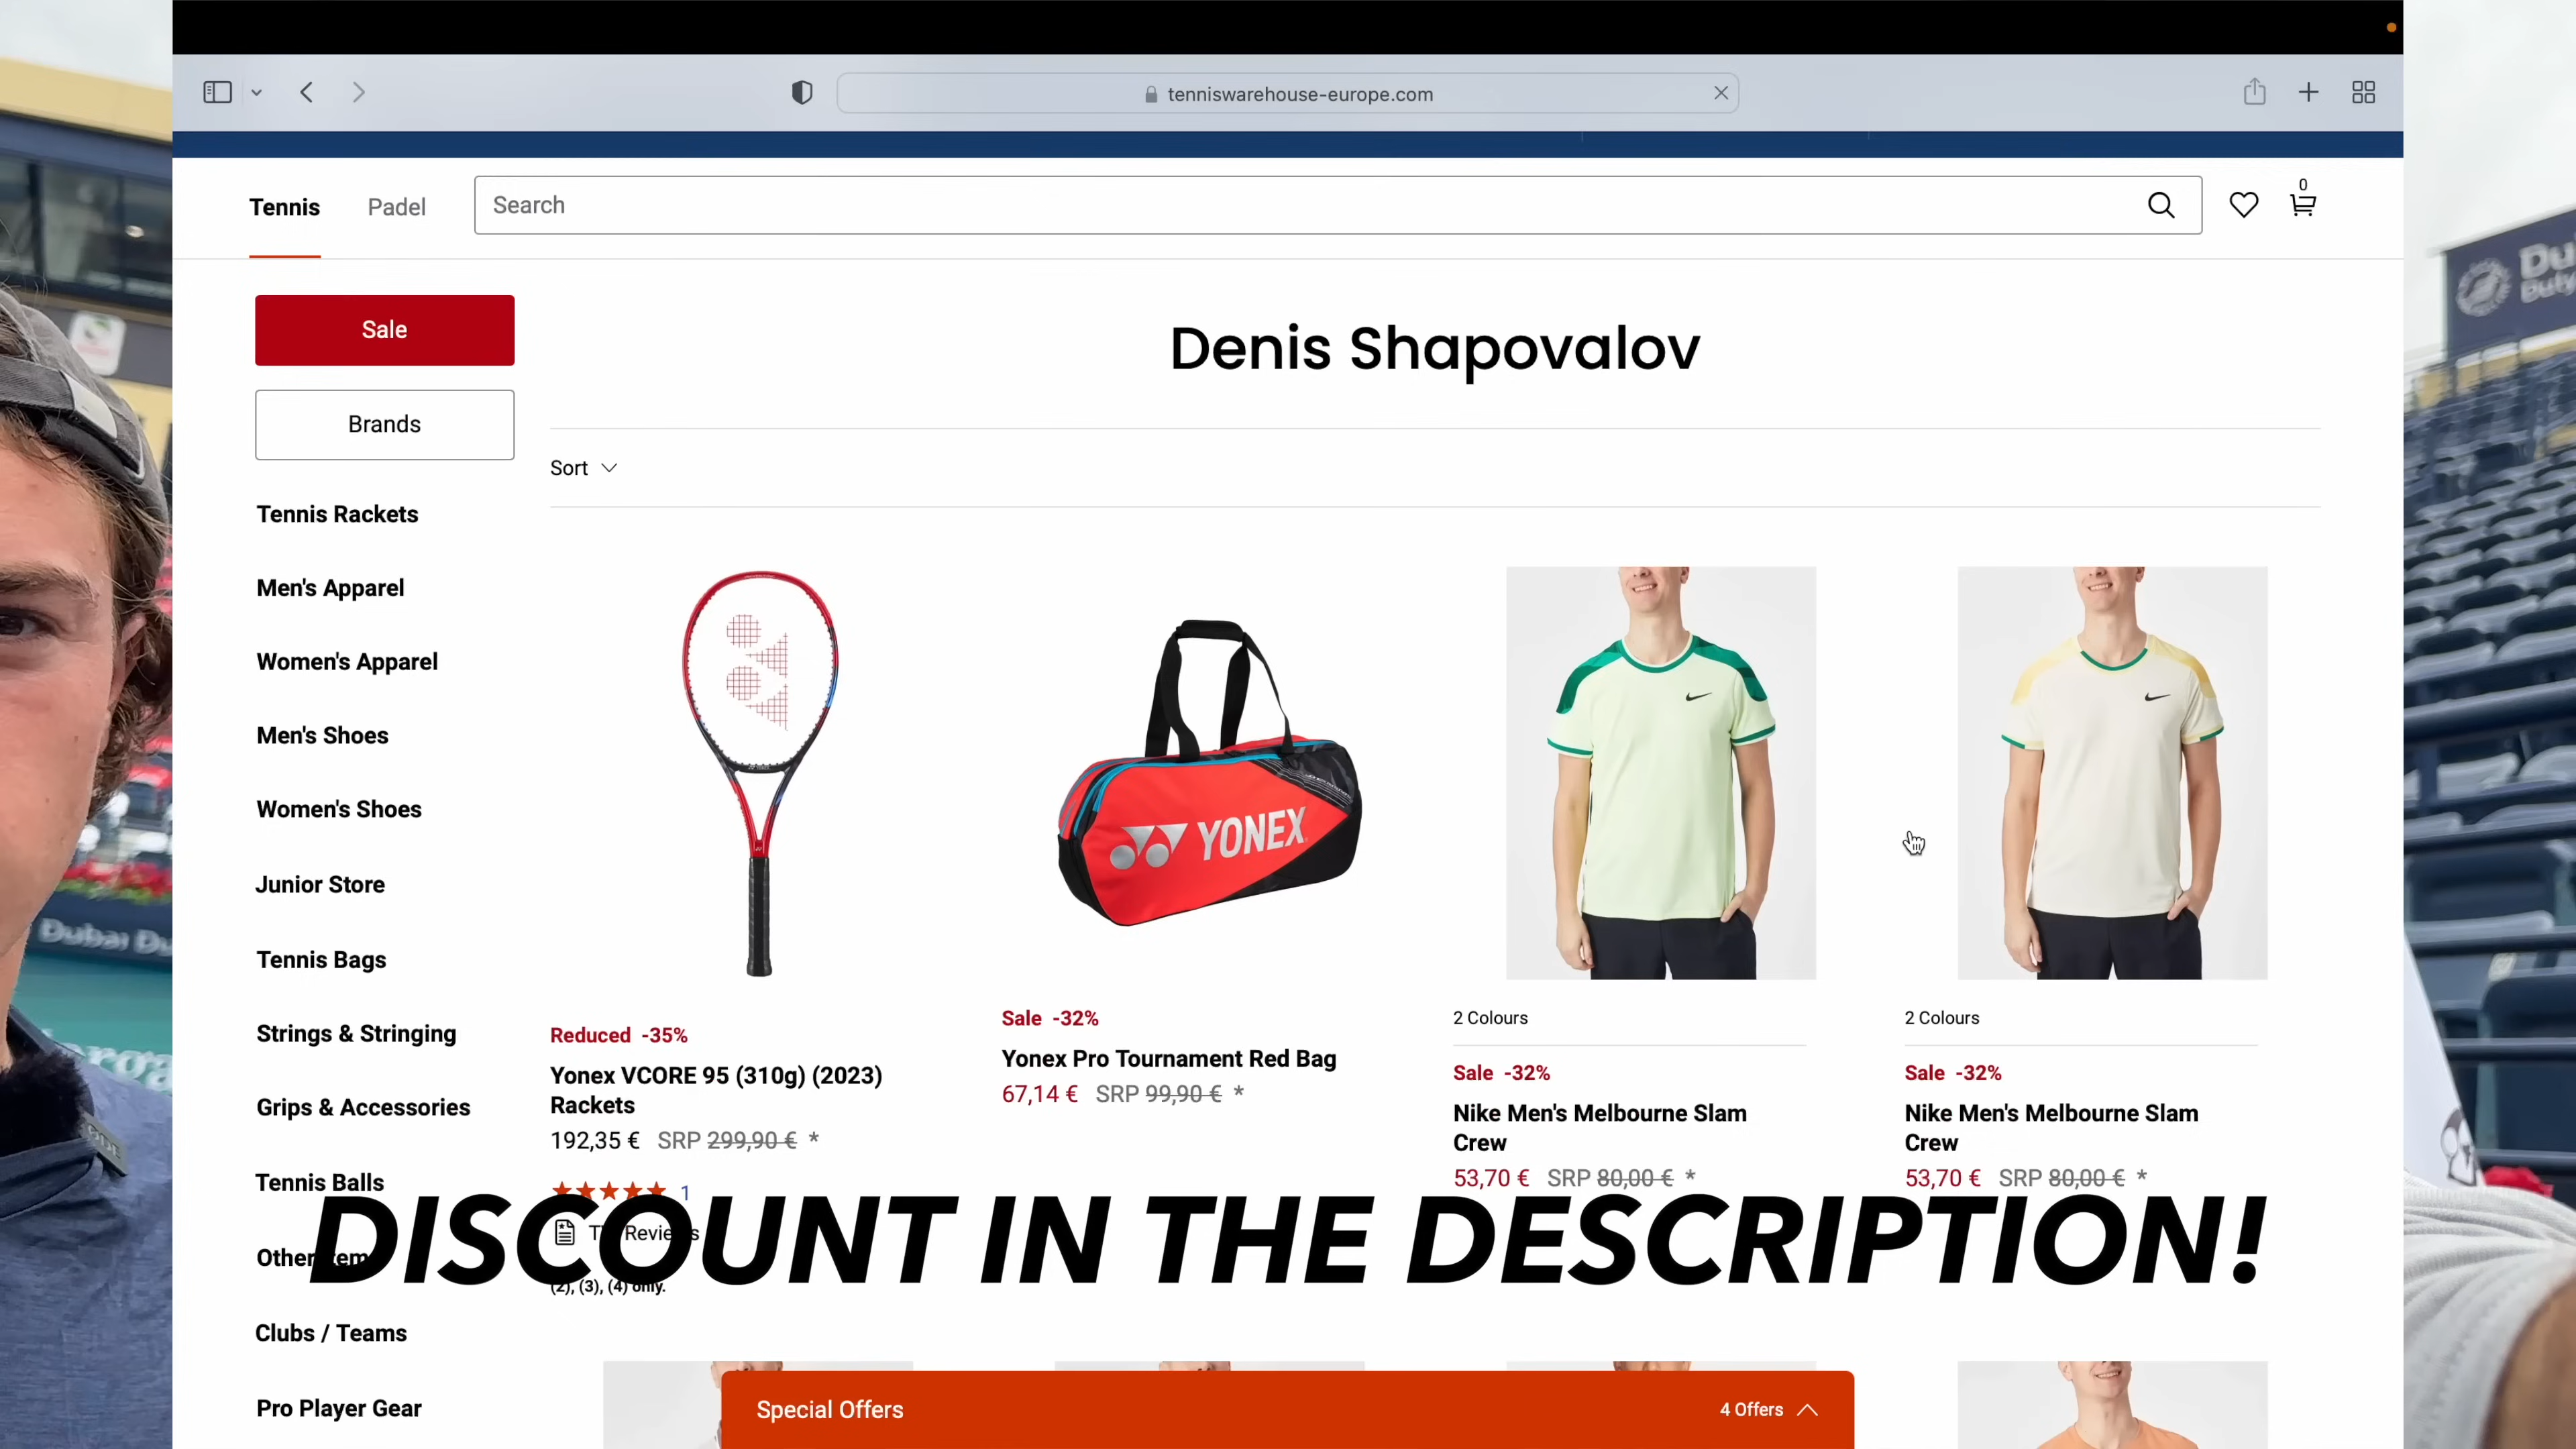 tenniswarehouse-europe.com
Tennis
Padel
Search
0
Sale
Brands
Denis Shapovalov
Sort
Tennis Rackets
Men's Apparel
Women's Apparel
Men's Shoes
Women's Shoes
Junior Store
Tennis Bags
Strings & Stringing
Grips & Accessories
Tennis Balls
Clubs / Teams
Pro Player Gear
YONEX
Reduced -35%
Yonex VCORE 95 (310g) (2023)
Rackets
192,35 € SRP 299,90 € *
1
(2), (3), (4) only.
Sale -32%
Yonex Pro Tournament Red Bag
67,14 € SRP 99,90 € *
2 Colours
Sale -32%
Nike Men's Melbourne Slam
Crew
53,70 € SRP 80,00 € *
2 Colours
Sale -32%
Nike Men's Melbourne Slam
Crew
53,70 € SRP 80,00 € *
DISCOUNT IN THE DESCRIPTION!
Special Offers
4 Offers
Dubai